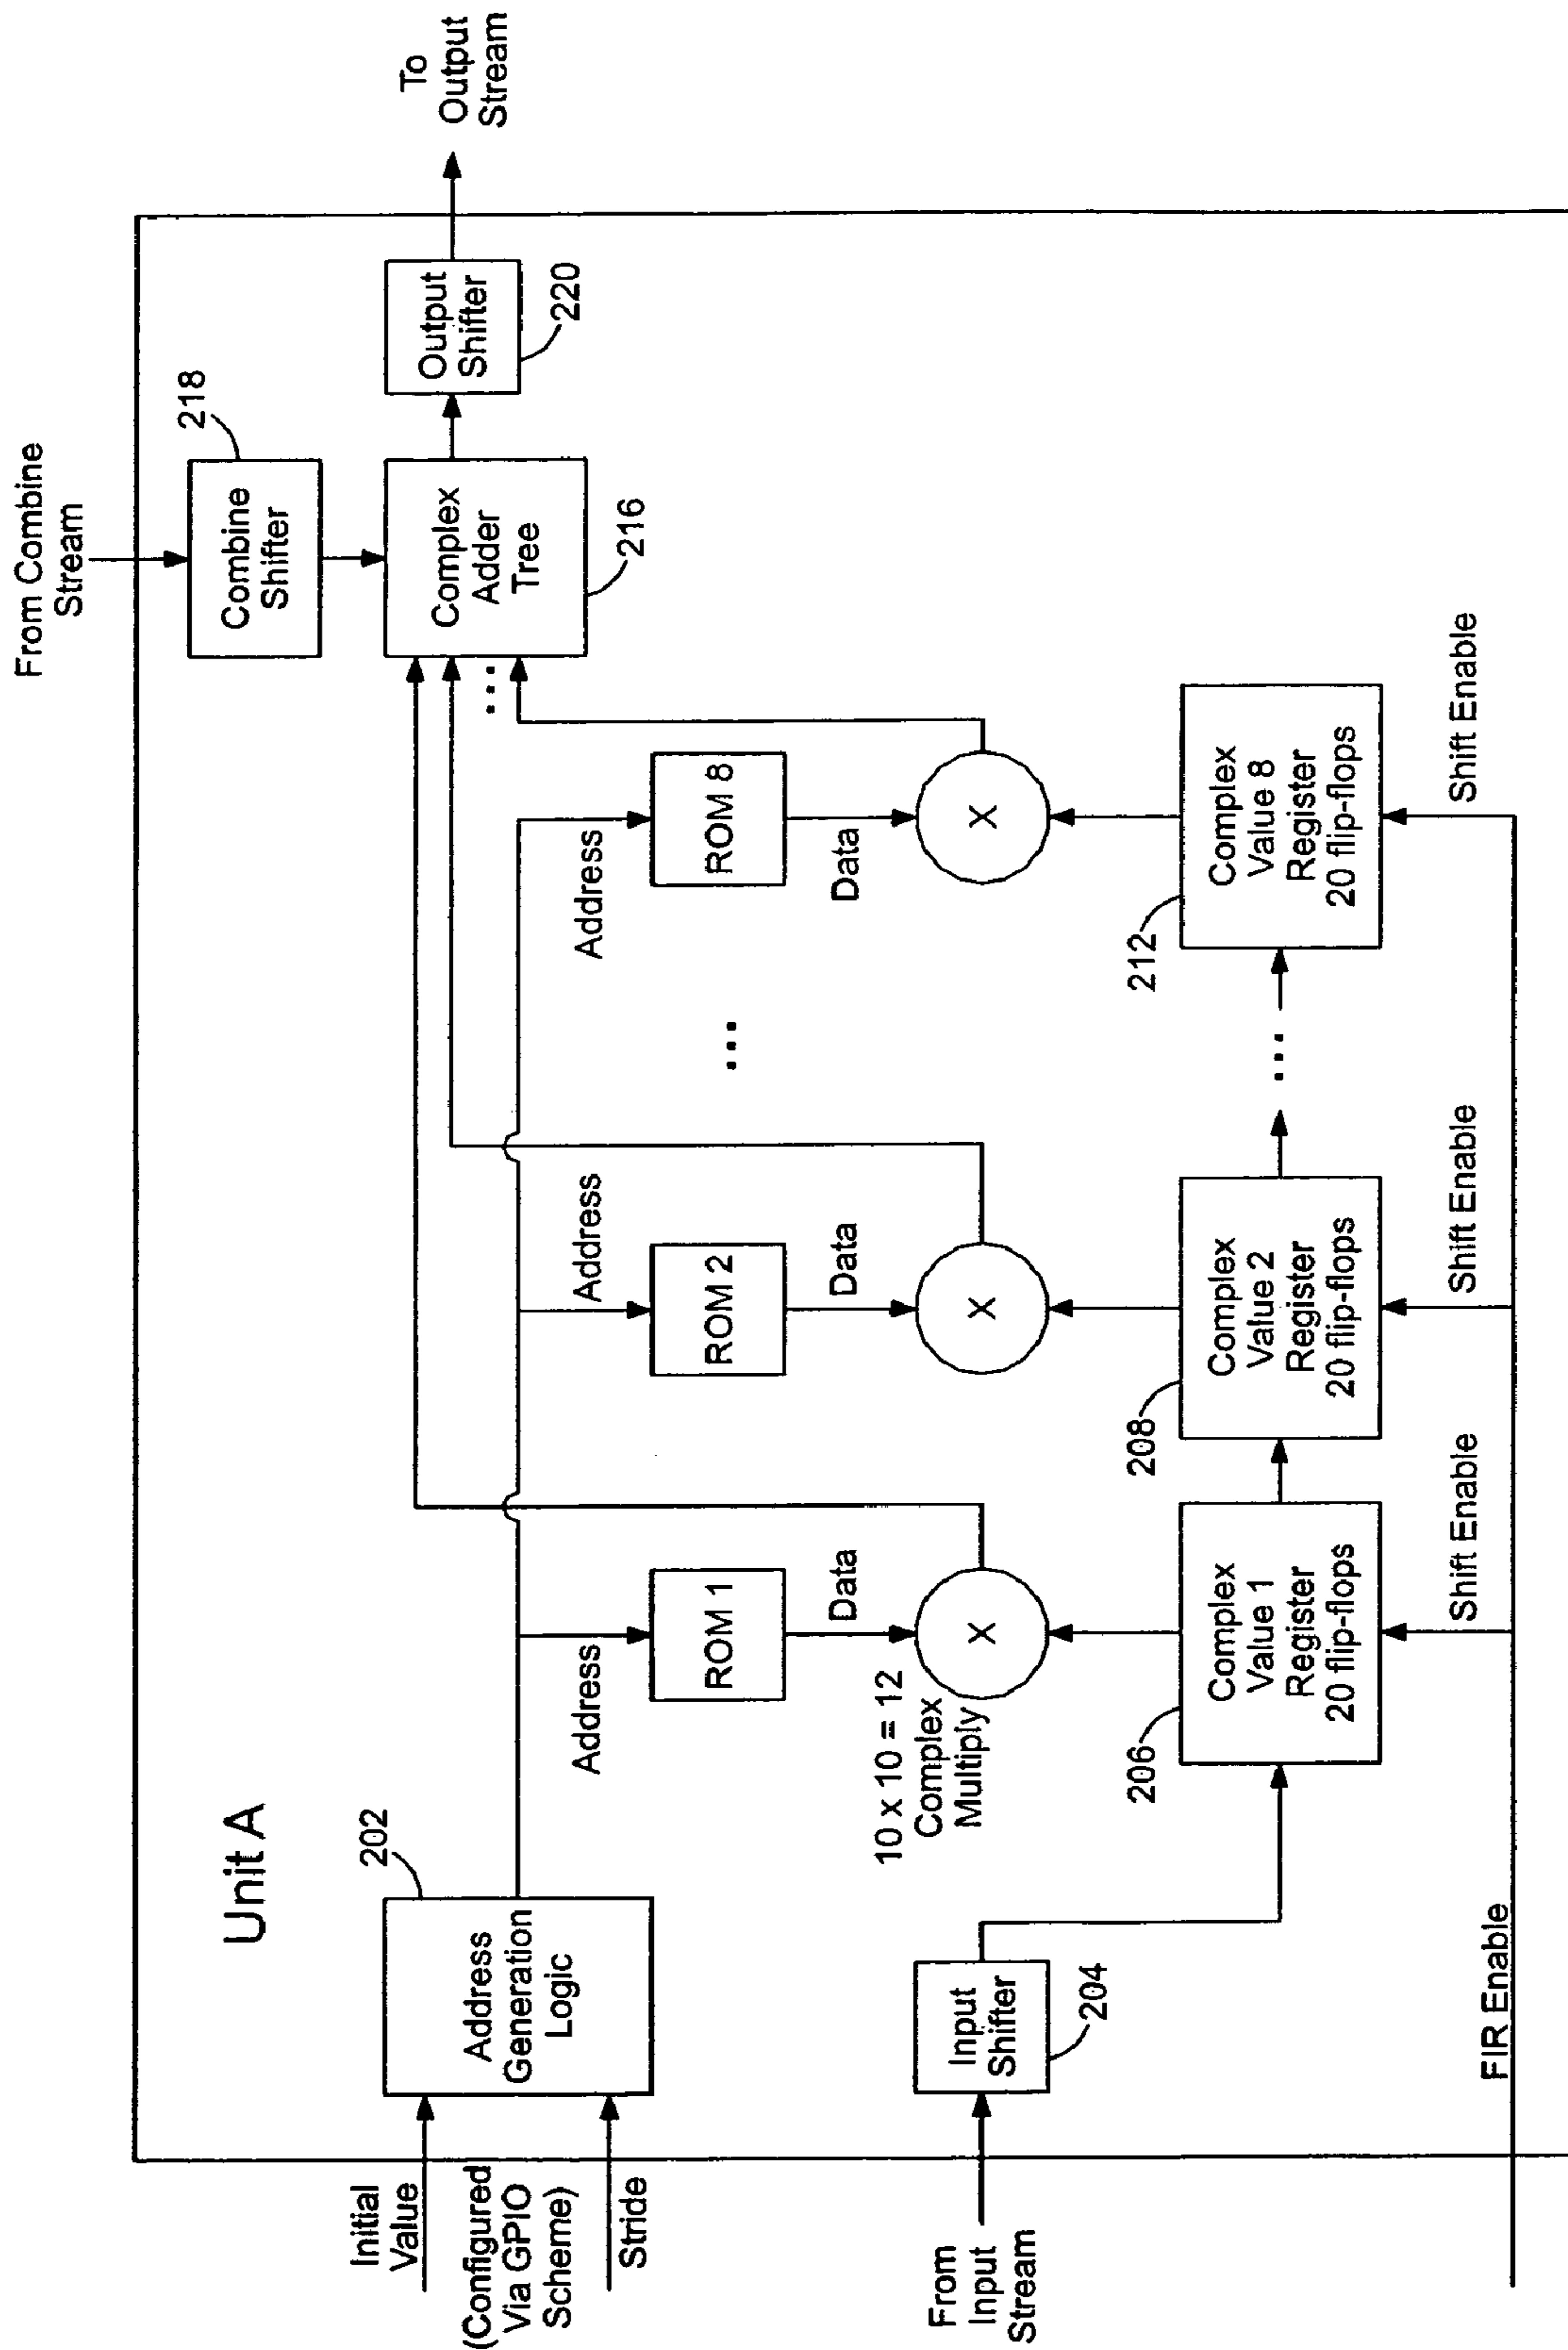 From Combine
Stream
218
Combine
Shifter
To
Output
Stream
Output
Shifter
220
Complex
Adder
Tree
216
Unit A
202
Initial
Value
(Configured
Via GPIO
Scheme)
Stride
Address
Generation
Logic
Address
ROM 1
Data
Address
ROM 2
Data
...
Address
ROM 8
Data
...
10 x 10 = 12
Complex
Multiply
X
X
X
From
Input
Stream
Input
Shifter
204
206
Complex
Value 1
Register
20 flip-flops
208
Complex
Value 2
Register
20 flip-flops
...
212
Complex
Value 8
Register
20 flip-flops
FIR Enable
Shift Enable
Shift Enable
Shift Enable